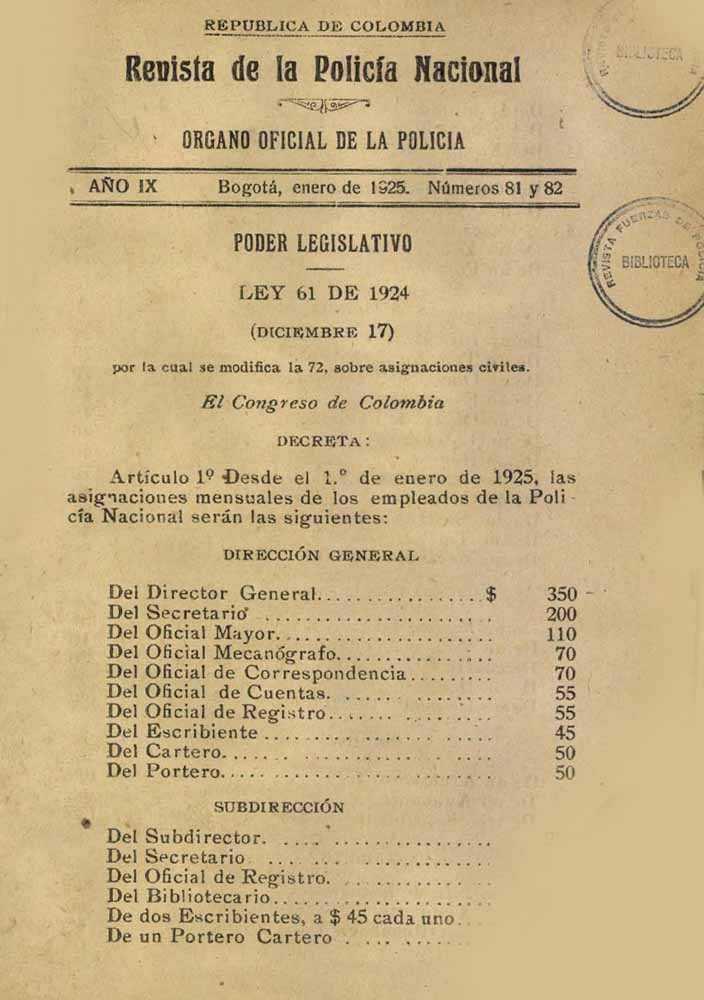 REPUBLICA DE COLOMBIA
Revista de la Policía Nacional
ORGANO OFICIAL DE LA POLICIA
AÑO IX Bogotá, enero de 1925. Números 81 y 82
BIBLIOTECA
REVISTA FUERZAS DE POLICIA
BIBLIOTECA
PODER LEGISLATIVO
LEY 61 DE 1924
(DICIEMBRE 17)
por la cual se modifica la 72, sobre asignaciones civiles.
El Congreso de Colombia
DECRETA:
Artículo 1º Desde el 1.º de enero de 1925, las
asignaciones mensuales de los empleados de la Poli-
cía Nacional serán las siguientes:
DIRECCIÓN GENERAL
Del Director General.................$ 350
Del Secretario ........................ 200
Del Oficial Mayor....................... 110
Del Oficial Mecanógrafo................ 70
Del Oficial de Correspondencia......... 70
Del Oficial de Cuentas. ............... 55
Del Oficial de Registro................ 55
Del Escribiente ....................... 45
Del Cartero............................ 50
Del Portero............................ 50
SUBDIRECCIÓN
Del Subdirector. ......................
Del Secretario ......................
Del Oficial de Registro. ..............
Del Bibliotecario......................
De dos Escribientes, a $ 45 cada uno..
De un Portero Cartero . ... ........